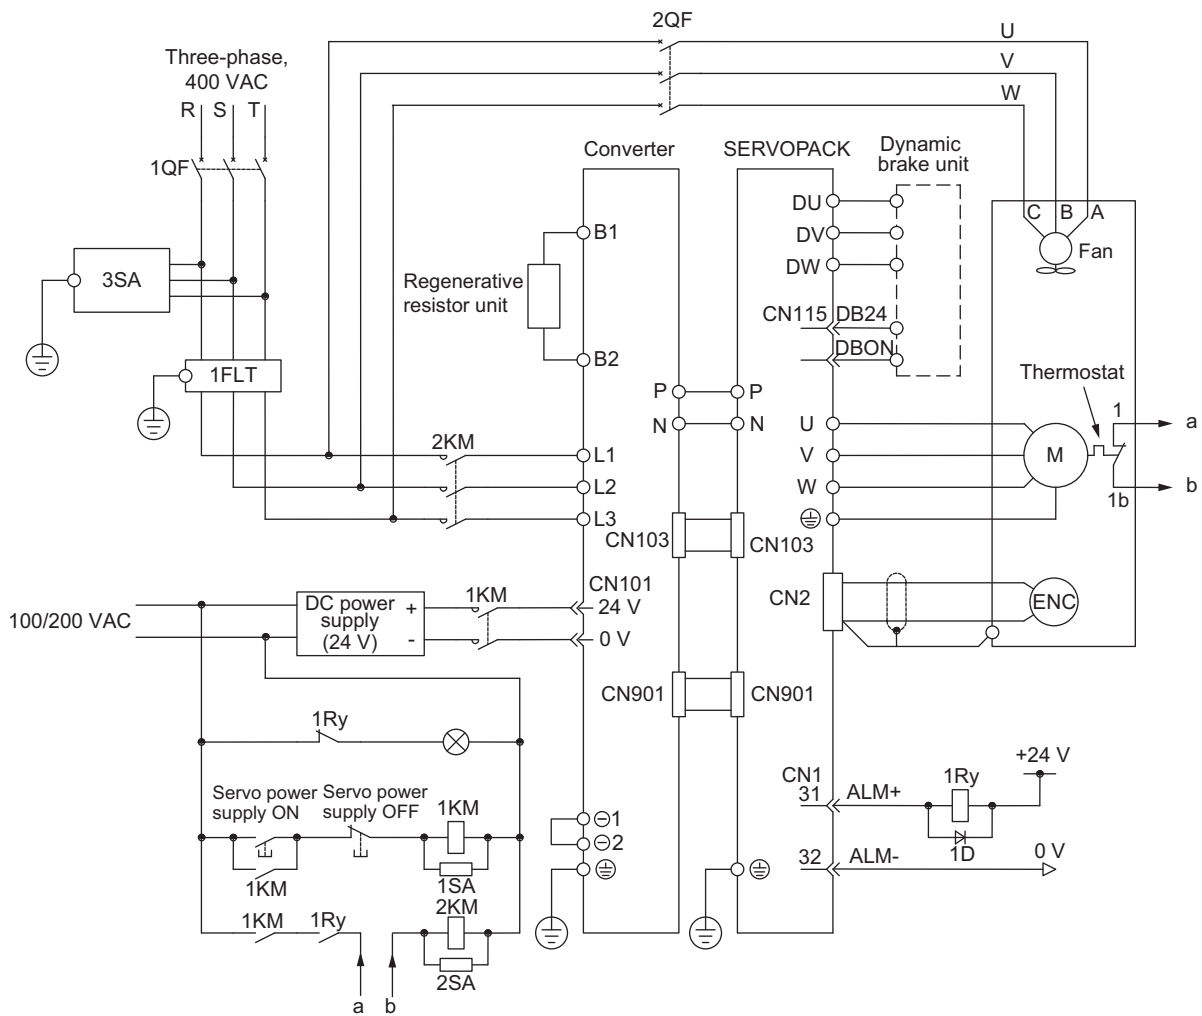 2QF
U
V
W
Three-phase,
400 VAC
R S T
1QF
3SA
1FLT
Converter
SERVOPACK
Dynamic
brake unit
DU
DV
DW
CN115 DB24
DBON
C B A
Fan
B1
Regenerative
resistor unit
B2
P P
N N
Thermostat
1
a
b
1b
U
V
W
M
2KM
L1
L2
L3
CN103 CN103
CN101
24 V
0 V
1KM
100/200 VAC
DC power
supply
(24 V)
+
-
CN2
ENC
CN901 CN901
1Ry
Servo power
supply ON
Servo power
supply OFF
1KM
1KM
1SA
2KM
1KM 1Ry
2SA
a b
1
2
CN1
31 ALM+
1Ry
+24 V
1D
32 ALM-
0 V